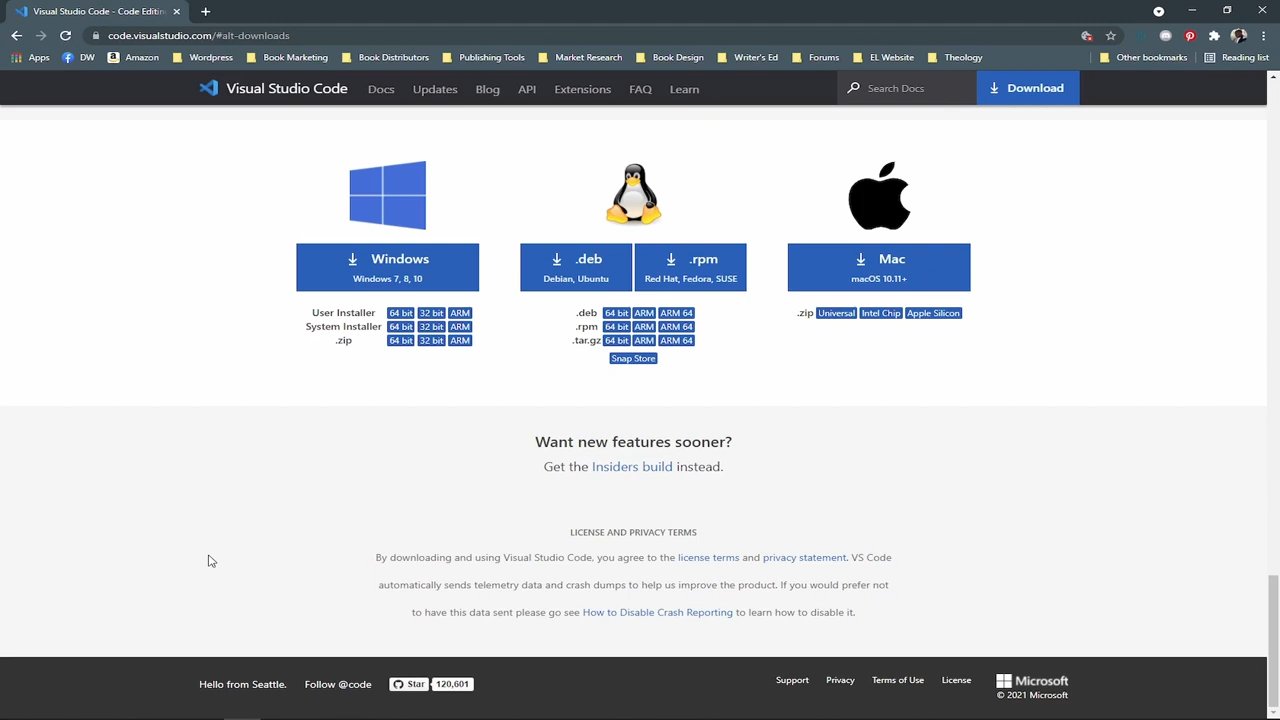 Visual Studio Code - Code Editin
code.visualstudio.com/#alt-downloads
Apps DW Amazon Wordpress Book Marketing Book Distributors Publishing Tools Market Research Book Design Writer's Ed Forums EL Website Theology Other bookmarks Reading list
Visual Studio Code Docs Updates Blog API Extensions FAQ Learn Search Docs Download
Windows
Windows 7, 8, 10
.deb
Debian, Ubuntu
.rpm
Red Hat, Fedora, SUSE
Mac
macOS 10.11+
User Installer 64 bit 32 bit ARM
System Installer 64 bit 32 bit ARM
.zip 64 bit 32 bit ARM
.deb 64 bit ARM ARM 64
.rpm 64 bit ARM ARM 64
.tar.gz 64 bit ARM ARM 64
Snap Store
.zip Universal Intel Chip Apple Silicon
Want new features sooner?
Get the Insiders build instead.
LICENSE AND PRIVACY TERMS
By downloading and using Visual Studio Code, you agree to the license terms and privacy statement. VS Code
automatically sends telemetry data and crash dumps to help us improve the product. If you would prefer not
to have this data sent please go see How to Disable Crash Reporting to learn how to disable it.
Hello from Seattle. Follow @code Star 120,601 Support Privacy Terms of Use License Microsoft
© 2021 Microsoft